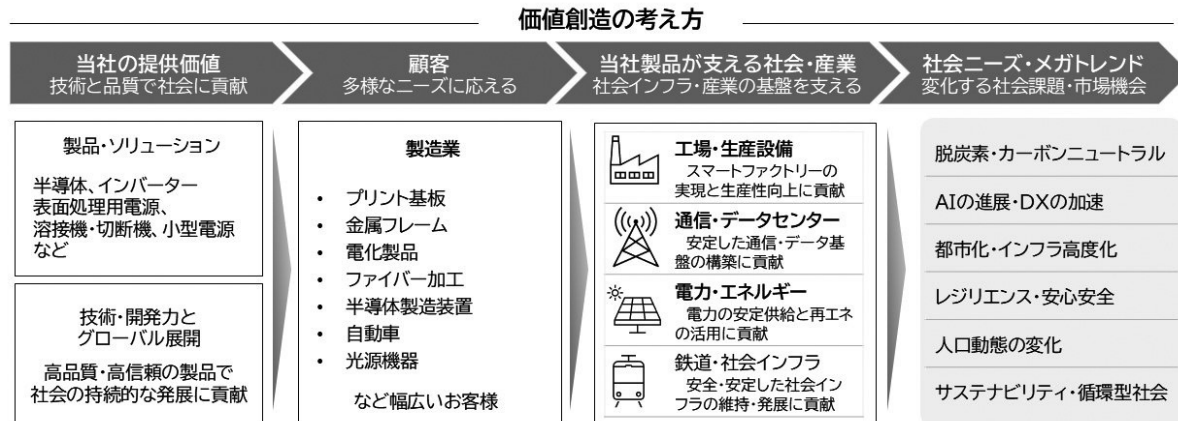 価値創造の考え方
当社の提供価値
技術と品質で社会に貢献
顧客
多様なニーズに応える
当社製品が支える社会・産業
社会インフラ・産業の基盤を支える
社会ニーズ・メガトレンド
変化する社会課題・市場機会
製品・ソリューション
半導体、インバーター
表面処理用電源、
溶接機・切断機、小型電源
など
技術・開発力と
グローバル展開
高品質・高信頼の製品で
社会の持続的な発展に貢献
製造業
• プリント基板
• 金属フレーム
• 電化製品
• ファイバー加工
• 半導体製造装置
• 自動車
• 光源機器
など幅広いお客様
工場・生産設備
スマートファクトリーの
実現と生産性向上に貢献
通信・データセンター
安定した通信・データ基
盤の構築に貢献
電力・エネルギー
電力の安定供給と再エネ
の活用に貢献
鉄道・社会インフラ
安全・安定した社会イン
フラの維持・発展に貢献
脱炭素・カーボンニュートラル
AIの進展・DXの加速
都市化・インフラ高度化
レジリエンス・安心安全
人口動態の変化
サステナビリティ・循環型社会